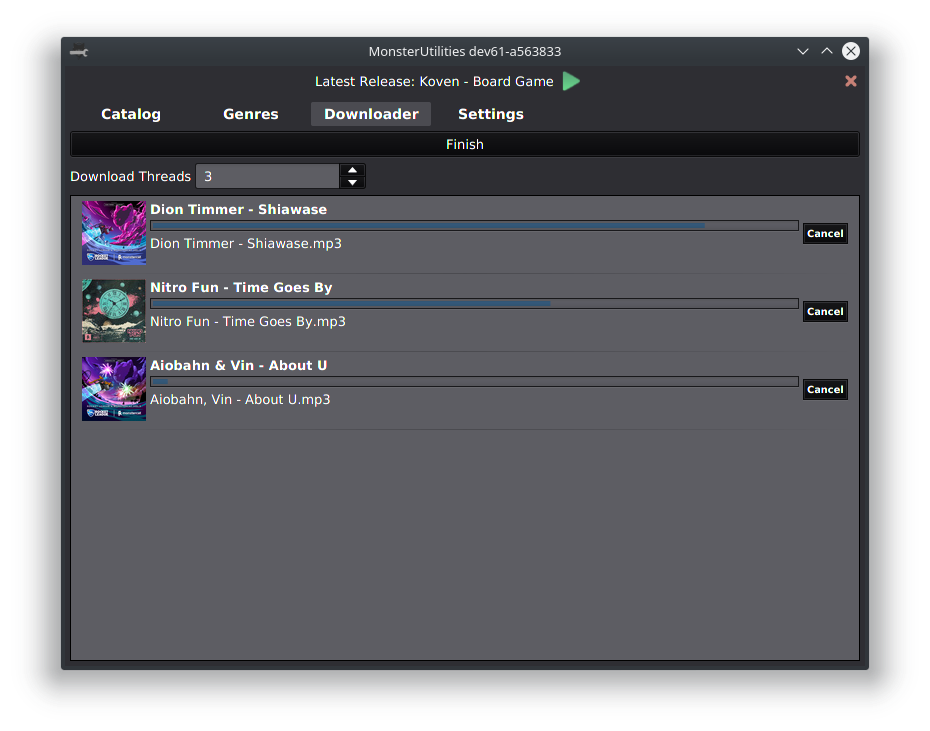 MonsterUtilities dev61-a563833
Latest Release: Koven - Board Game
Catalog Genres Downloader Settings
Finish
Download Threads 3
Dion Timmer - Shiawase
Cancel
Dion Timmer - Shiawase.mp3
Nitro Fun - Time Goes By
Cancel
Nitro Fun - Time Goes By.mp3
Aiobahn & Vin - About U
Cancel
Aiobahn, Vin - About U.mp3